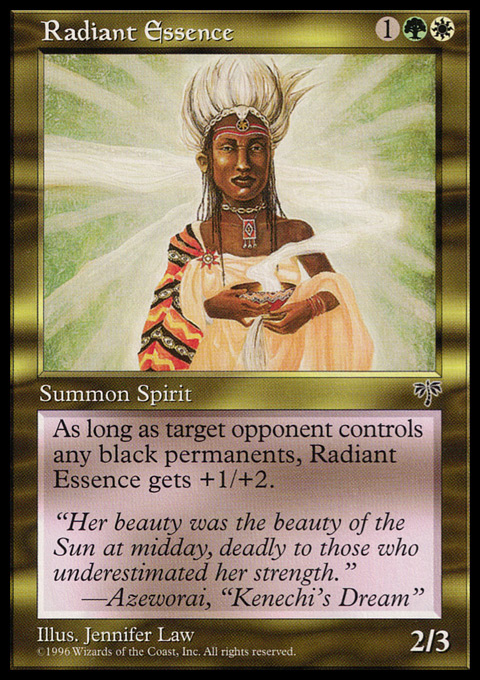 Radiant Essence 1
Summon Spirit
As long as target opponent controls
any black permanents, Radiant
Essence gets +1/+2.
“Her beauty was the beauty of the
Sun at midday, deadly to those who
underestimated her strength.”
—Azeworai, “Kenechi’s Dream”
Illus. Jennifer Law
©1996 Wizards of the Coast, Inc. All rights reserved.
2/3